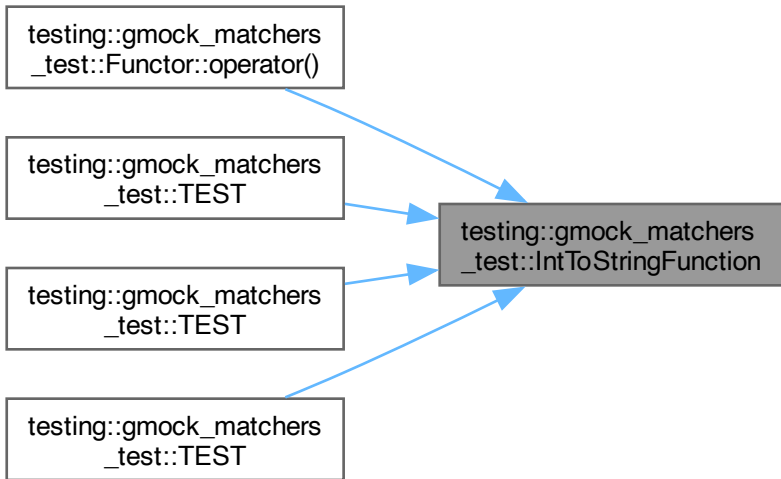 testing::gmock_matchers
_test::Functor::operator()
testing::gmock_matchers
_test::TEST
testing::gmock_matchers
_test::IntToStringFunction
testing::gmock_matchers
_test::TEST
testing::gmock_matchers
_test::TEST